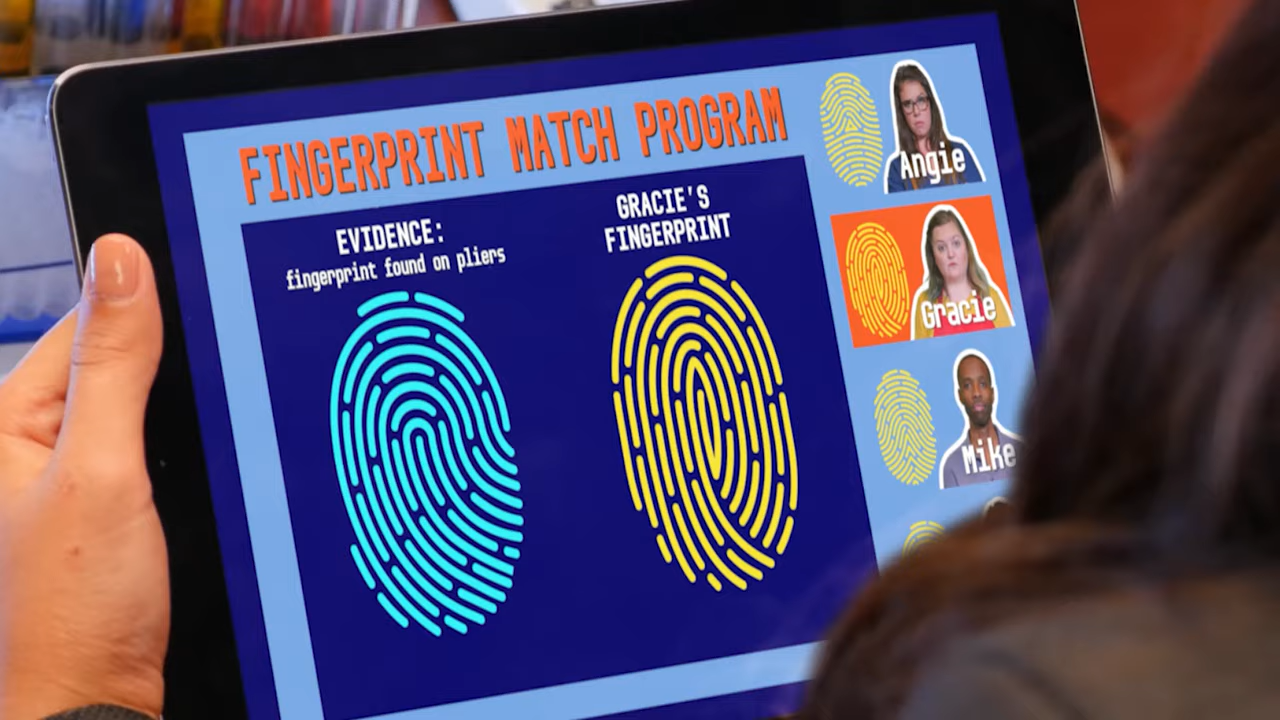 FINGERPRINT MATCH PROGRAM
EVIDENCE:
fingerprint found on pliers
GRACIE'S
FINGERPRINT
Angie
Gracie
Mike